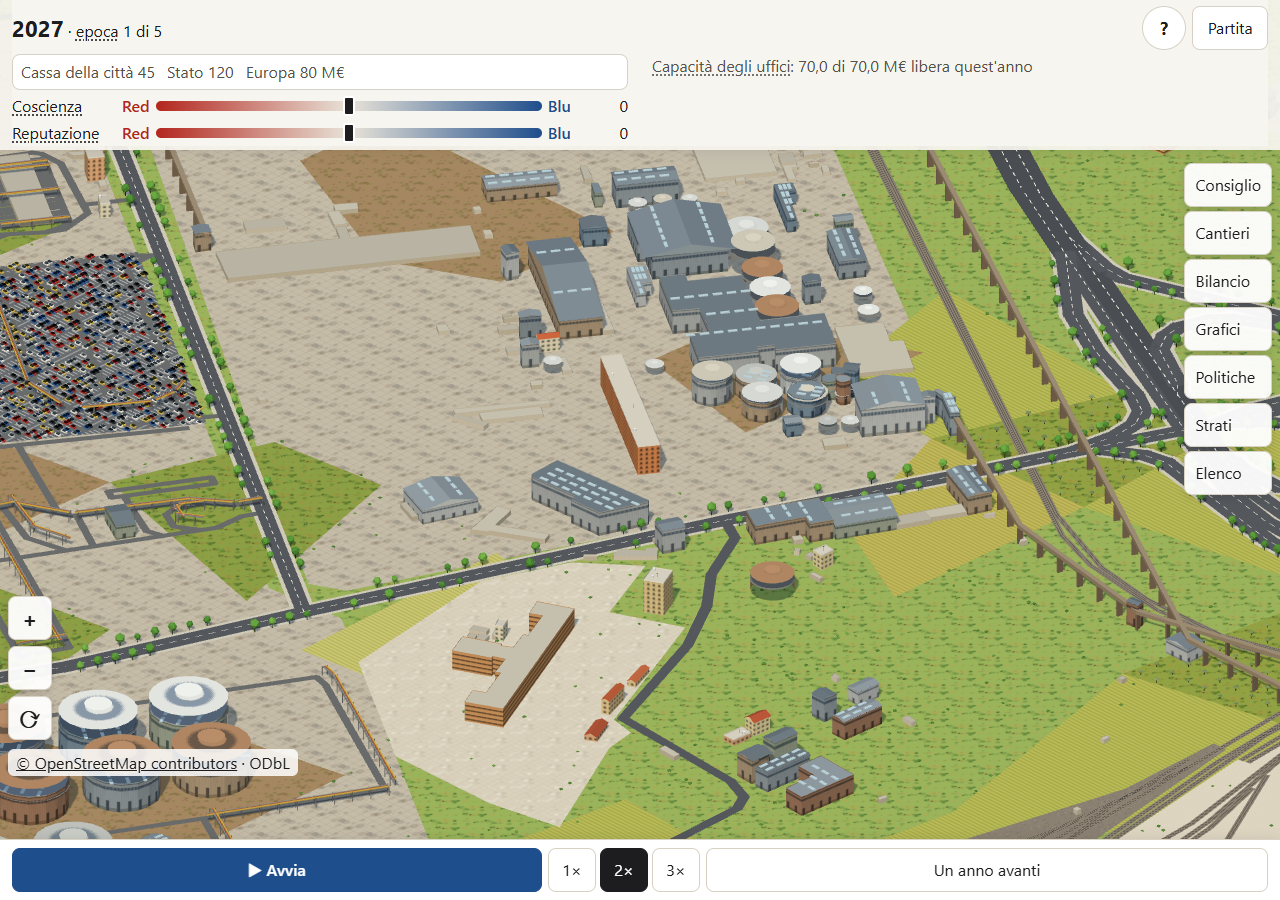 2027 · epoca 1 di 5
?
Partita
Cassa della città 45 Stato 120 Europa 80 M€
Capacità degli uffici: 70,0 di 70,0 M€ libera quest'anno
Coscienza Red Blu 0
Reputazione Red Blu 0
Consiglio
Cantieri
Bilancio
Grafici
Politiche
Strati
Elenco
+
−
⟳
© OpenStreetMap contributors · ODbL
▶ Avvia
1×
2×
3×
Un anno avanti